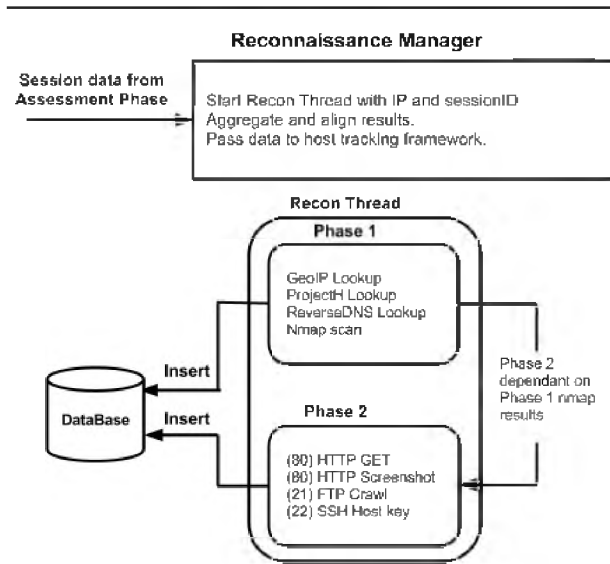 Reconnaissance Manager
Session data from
Assessment Phase
Start Recon Thread with IP and sessionID
Aggregate and align results.
Pass data to host tracking framework.
Recon Thread
Phase 1
GeoIP Lookup
ProjectH Lookup
ReverseDNS Lookup
Nmap scan
Insert
Phase 2
dependant on
Phase 1 nmap
results
DataBase
Insert
Phase 2
(80) HTTP GET
(80) HTTP Screenshot
(21) FTP Crawl
(22) SSH Host key